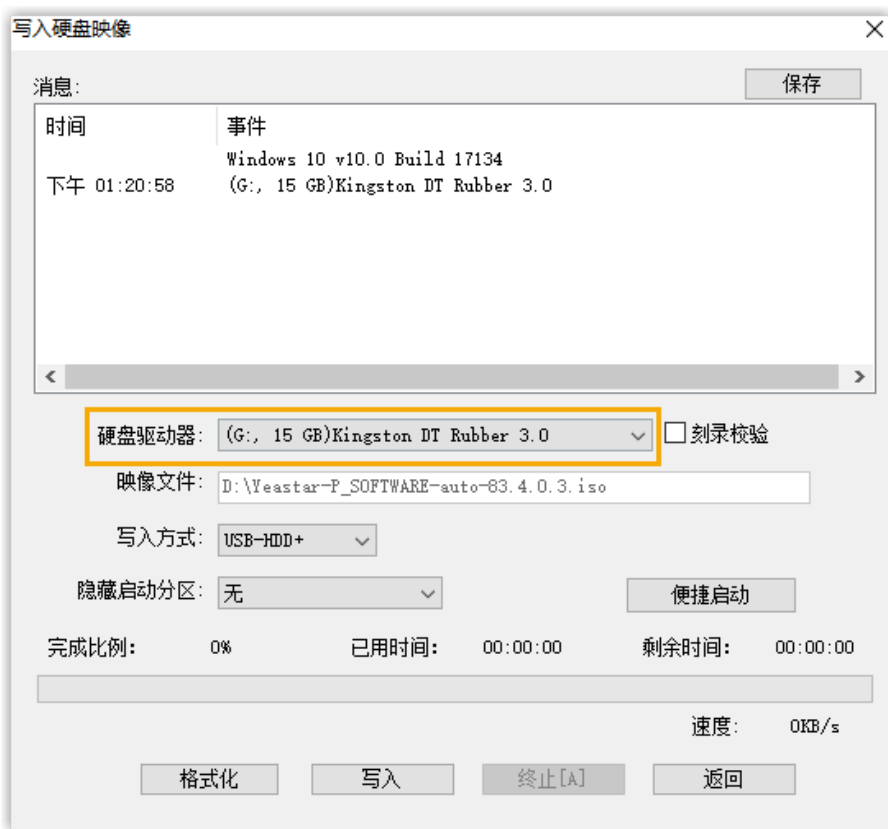 写入硬盘映像
消息:
保存
时间 事件
Windows 10 v10.0 Build 17134
下午 01:20:58 (G:, 15 GB)Kingston DT Rubber 3.0
硬盘驱动器: (G:, 15 GB)Kingston DT Rubber 3.0 刻录校验
映像文件: D:\Yeastar-P_SOFTWARE-auto-83.4.0.3.iso
写入方式: USB-HDD+
隐藏启动分区: 无 便捷启动
完成比例: 0% 已用时间: 00:00:00 剩余时间: 00:00:00
速度: 0KB/s
格式化 写入 终止[A] 返回